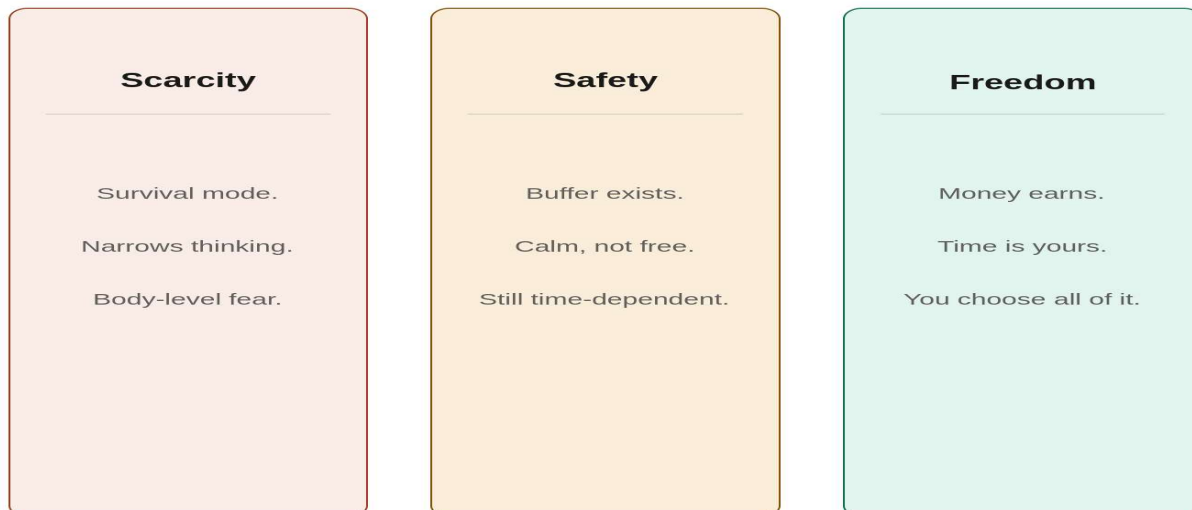 Scarcity
Survival mode.
Narrows thinking.
Body-level fear.
Safety
Buffer exists.
Calm, not free.
Still time-dependent.
Freedom
Money earns.
Time is yours.
You choose all of it.